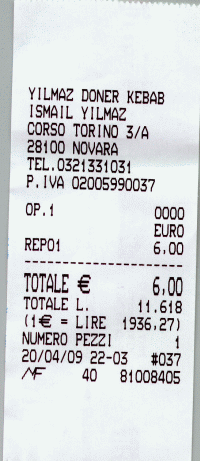 YILMAZ DONER KEBAB
ISMAIL YILMAZ
CORSO TORINO 3/A
28100 NOVARA
TEL.0321331031
P.IVA 02005990037
OP.1 0000
EURO
REP01 6,00
TOTALE € 6,00
TOTALE L. 11.618
(1€ = LIRE 1936,27)
NUMERO PEZZI 1
20/04/09 22-03 #037
MF 40 81008405